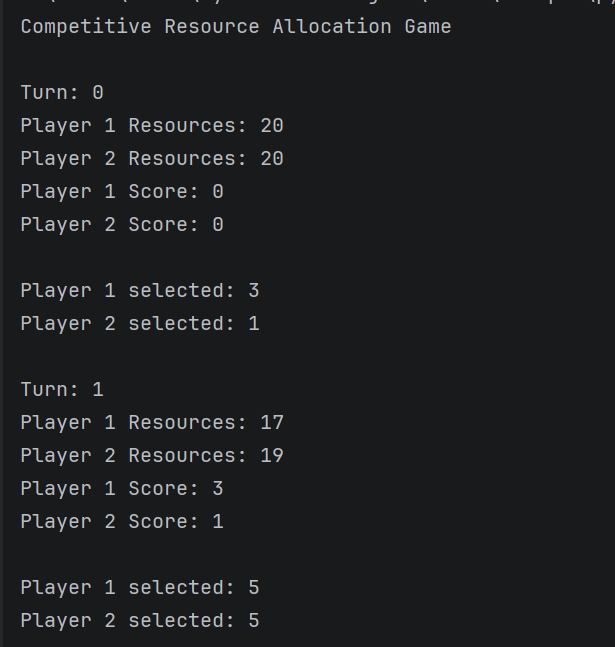 Competitive Resource Allocation Game
Turn: 0
Player 1 Resources: 20
Player 2 Resources: 20
Player 1 Score: 0
Player 2 Score: 0
Player 1 selected: 3
Player 2 selected: 1
Turn: 1
Player 1 Resources: 17
Player 2 Resources: 19
Player 1 Score: 3
Player 2 Score: 1
Player 1 selected: 5
Player 2 selected: 5